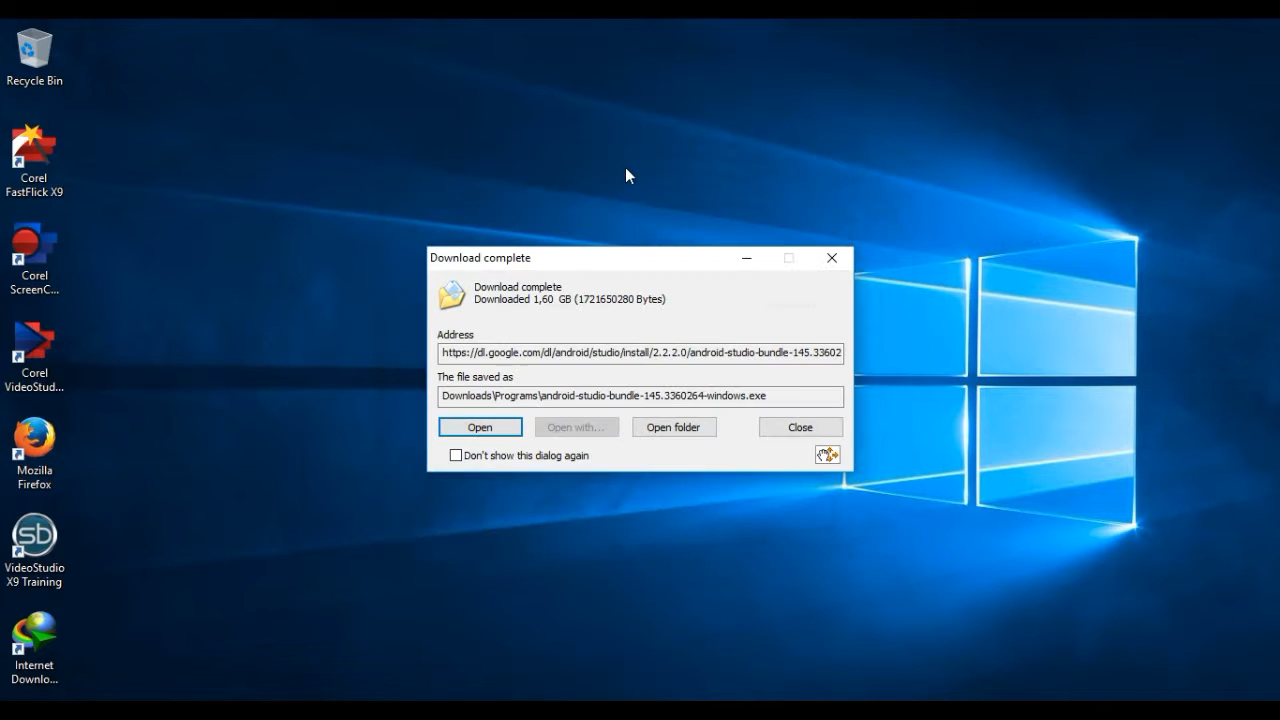 Recycle Bin
Corel
FastFlick X9
Corel
ScreenC...
Corel
VideoStud...
Mozilla
Firefox
VideoStudio
X9 Training
Internet
Downlo...
Download complete
Download complete
Downloaded 1,60 GB (1721650280 Bytes)
Address
https://dl.google.com/dl/android/studio/install/2.2.2.0/android-studio-bundle-145.33602
The file saved as
Downloads\Programs\android-studio-bundle-145.3360264-windows.exe
Open
Open with...
Open folder
Close
Don't show this dialog again